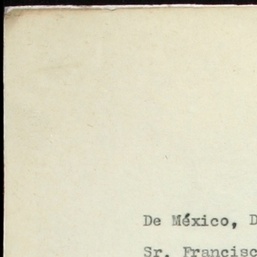 De México, D
Sr. Francisc